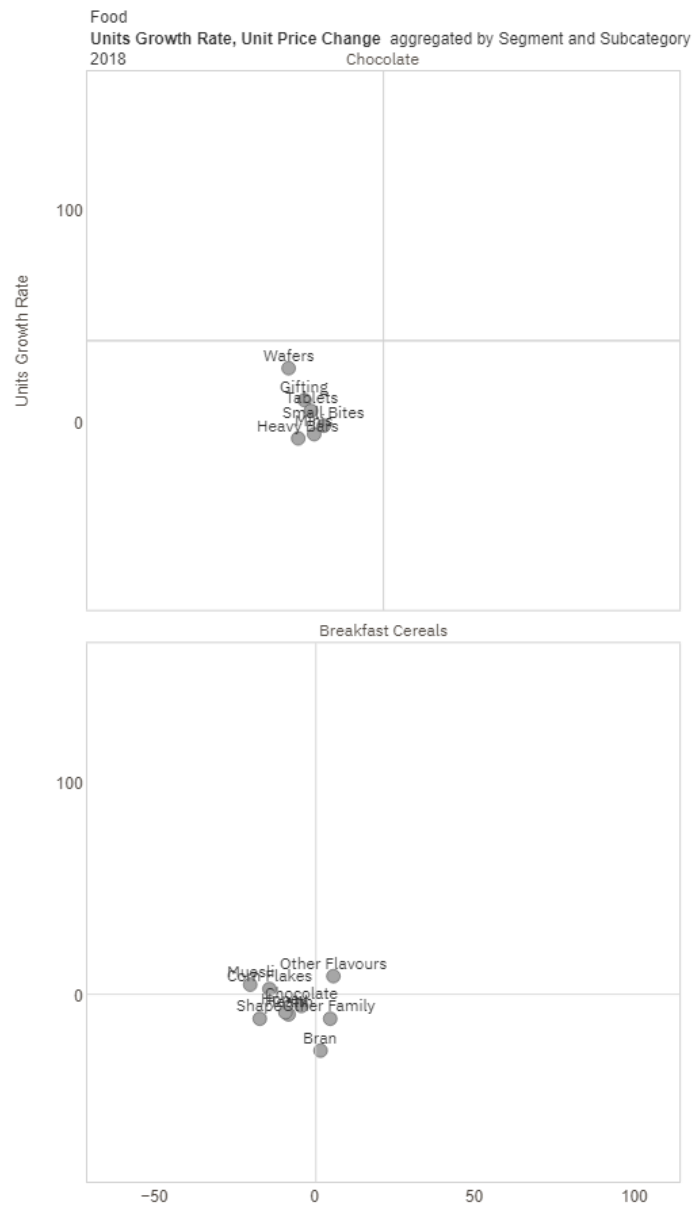 Food
Units Growth Rate, Unit Price Change aggregated by Segment and Subcategory
2018
Chocolate
100
Units Growth Rate
Wafers
Gifting
Tablets
Small Bites
0
Heavy Bars
Breakfast Cereals
100
Other Flavours
Muesli
Corn Flakes
Chocolate
0
Shape
Other Family
Bran
−50
0
50
100